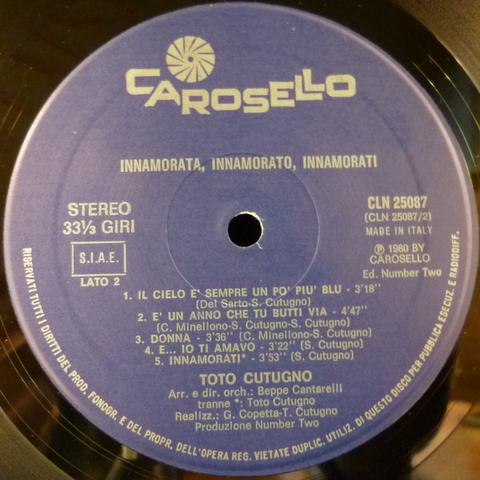 CAROSELLO
INNAMORATA, INNAMORATO, INNAMORATI
STEREO
33⅓ GIRI
S.I.A.E.
LATO 2
CLN 25087
(CLN 25087/2)
MADE IN ITALY
℗ 1980 BY
CAROSELLO
Ed. Number Two
1. IL CIELO E' SEMPRE UN PO' PIU' BLU - 3'18''
(Del Sarto-S. Cutugno)
2. E' UN ANNO CHE TU BUTTI VIA - 4'47''
(C. Minellono-S. Cutugno-S. Cutugno)
3. DONNA - 3'36'' (C. Minellono-S. Cutugno)
4. E... IO TI AMAVO - 3'22'' (S. Cutugno)
5. INNAMORATI* - 3'53'' (S. Cutugno)
TOTO CUTUGNO
Arr. e dir. orch.: Beppe Cantarelli
tranne *: Toto Cutugno
Realizz.: G. Copetta-T. Cutugno
Produzione Number Two
RISERVATI TUTTI I DIRITTI DEL PROD. FONOGR. E DEL PROPR. DELL'OPERA REG. VIETATE DUPLIC. UTILIZ. DI QUESTO DISCO PER PUBBLICA ESECUZ. E RADIODIFF.